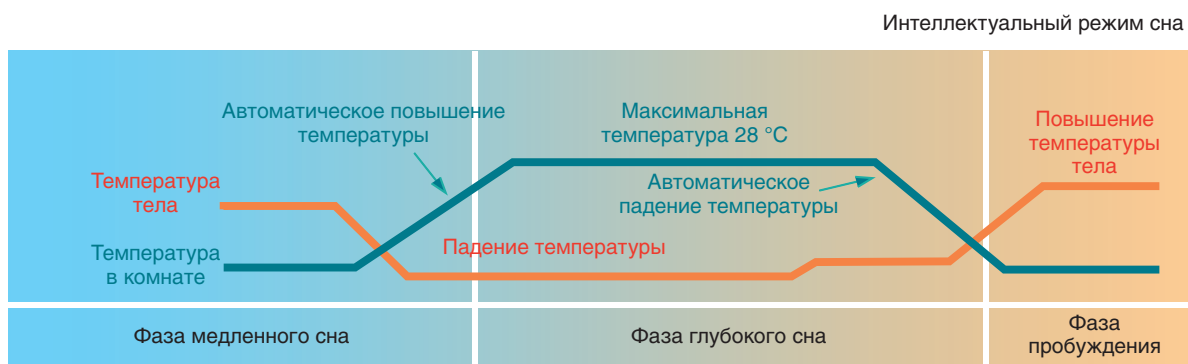 Интеллектуальный режим сна
Автоматическое повышение
температуры
Максимальная
температура 28 °C
Повышение
температуры
тела
Температура
тела
Автоматическое
падение температуры
Температура
в комнате
Падение температуры
Фаза медленного сна
Фаза глубокого сна
Фаза
пробуждения